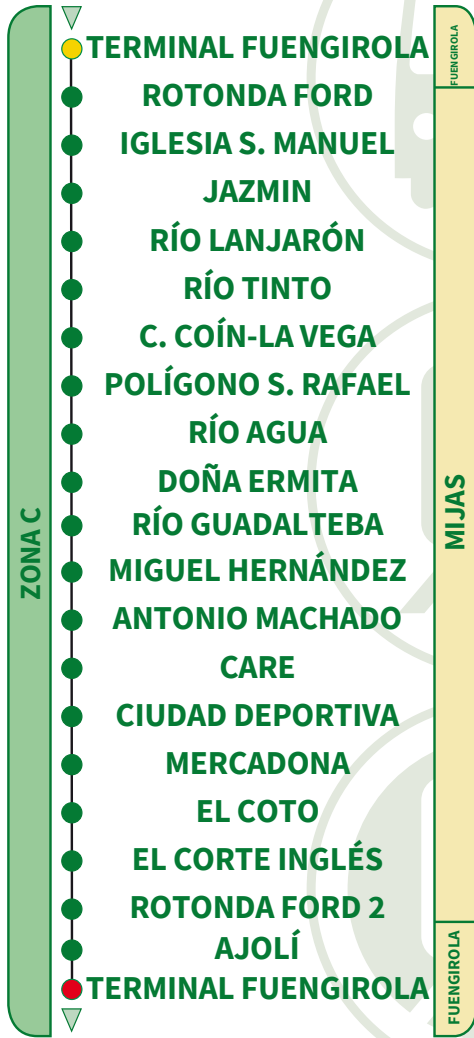 TERMINAL FUENGIROLA
ROTONDA FORD
IGLESIA S. MANUEL
JAZMIN
RÍO LANJARÓN
RÍO TINTO
C. COÍN-LA VEGA
POLÍGONO S. RAFAEL
RÍO AGUA
DOÑA ERMITA
RÍO GUADALTEBA
MIGUEL HERNÁNDEZ
ANTONIO MACHADO
CARE
CIUDAD DEPORTIVA
MERCADONA
EL COTO
EL CORTE INGLÉS
ROTONDA FORD 2
AJOLÍ
TERMINAL FUENGIROLA
ZONA C
FUENGIROLA
MIJAS
FUENGIROLA